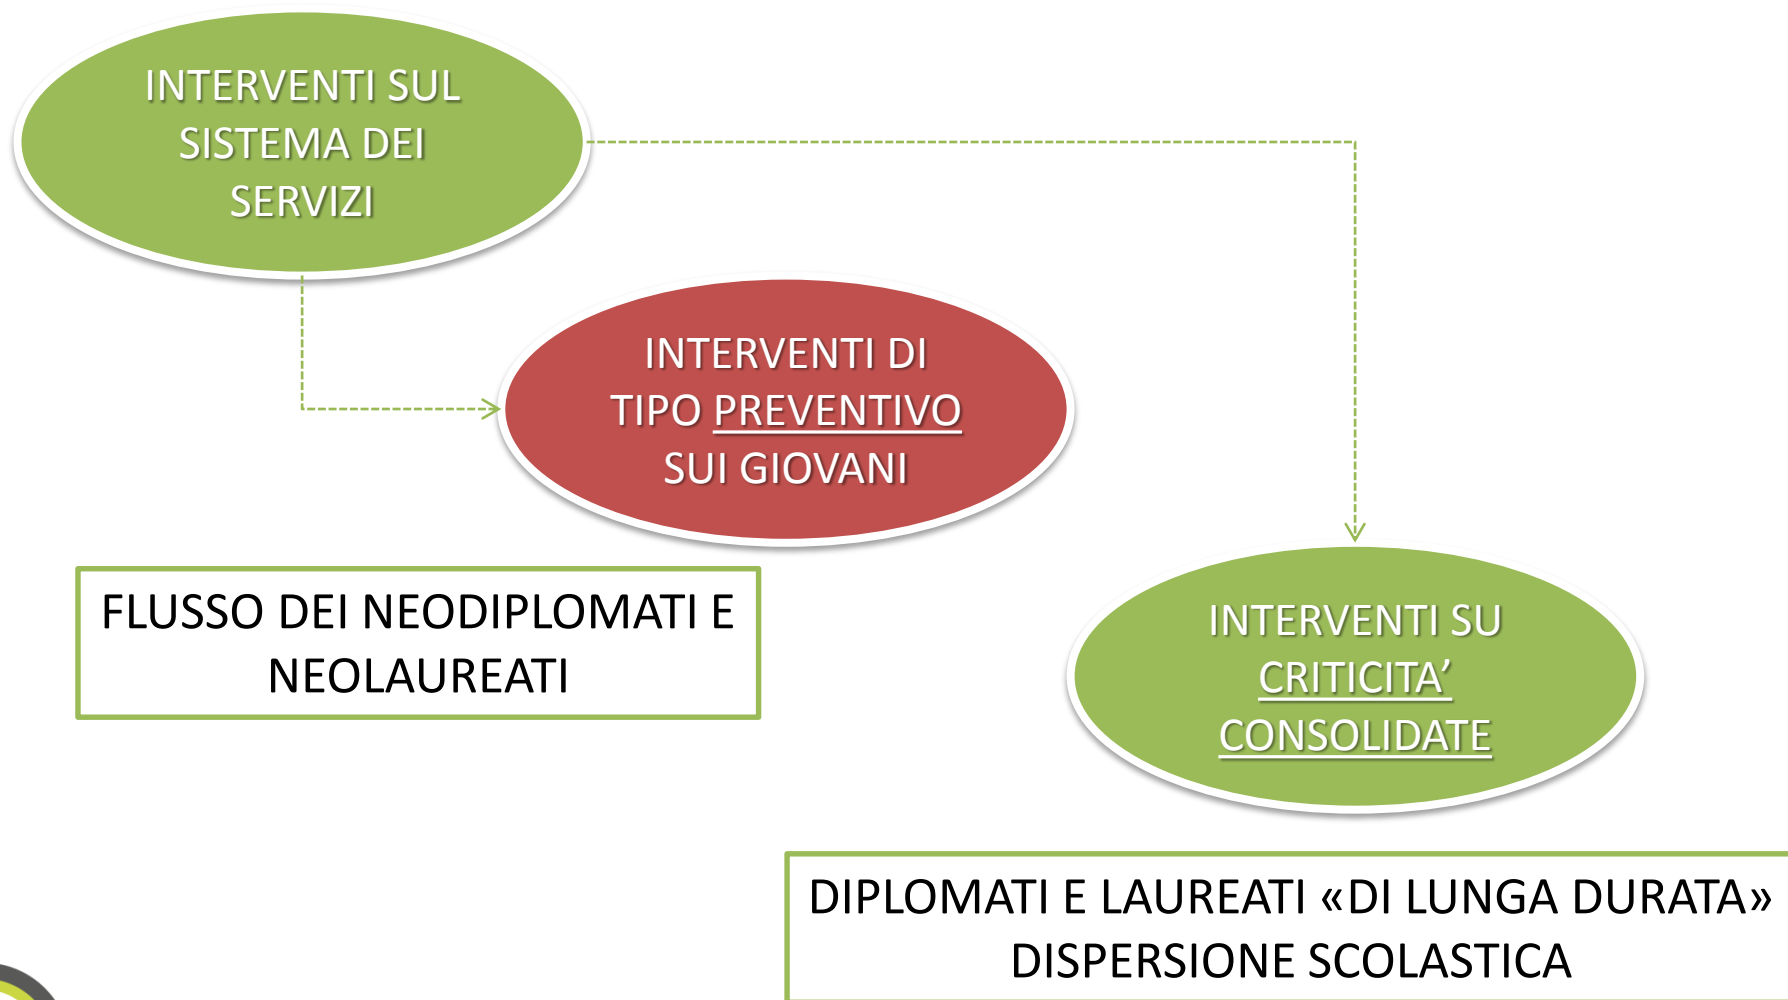 INTERVENTI SUL
SISTEMA DEI
SERVIZI
INTERVENTI DI
TIPO PREVENTIVO
SUI GIOVANI
FLUSSO DEI NEODIPLOMATI E
NEOLAUREATI
INTERVENTI SU
CRITICITA’
CONSOLIDATE
DIPLOMATI E LAUREATI «DI LUNGA DURATA»
DISPERSIONE SCOLASTICA